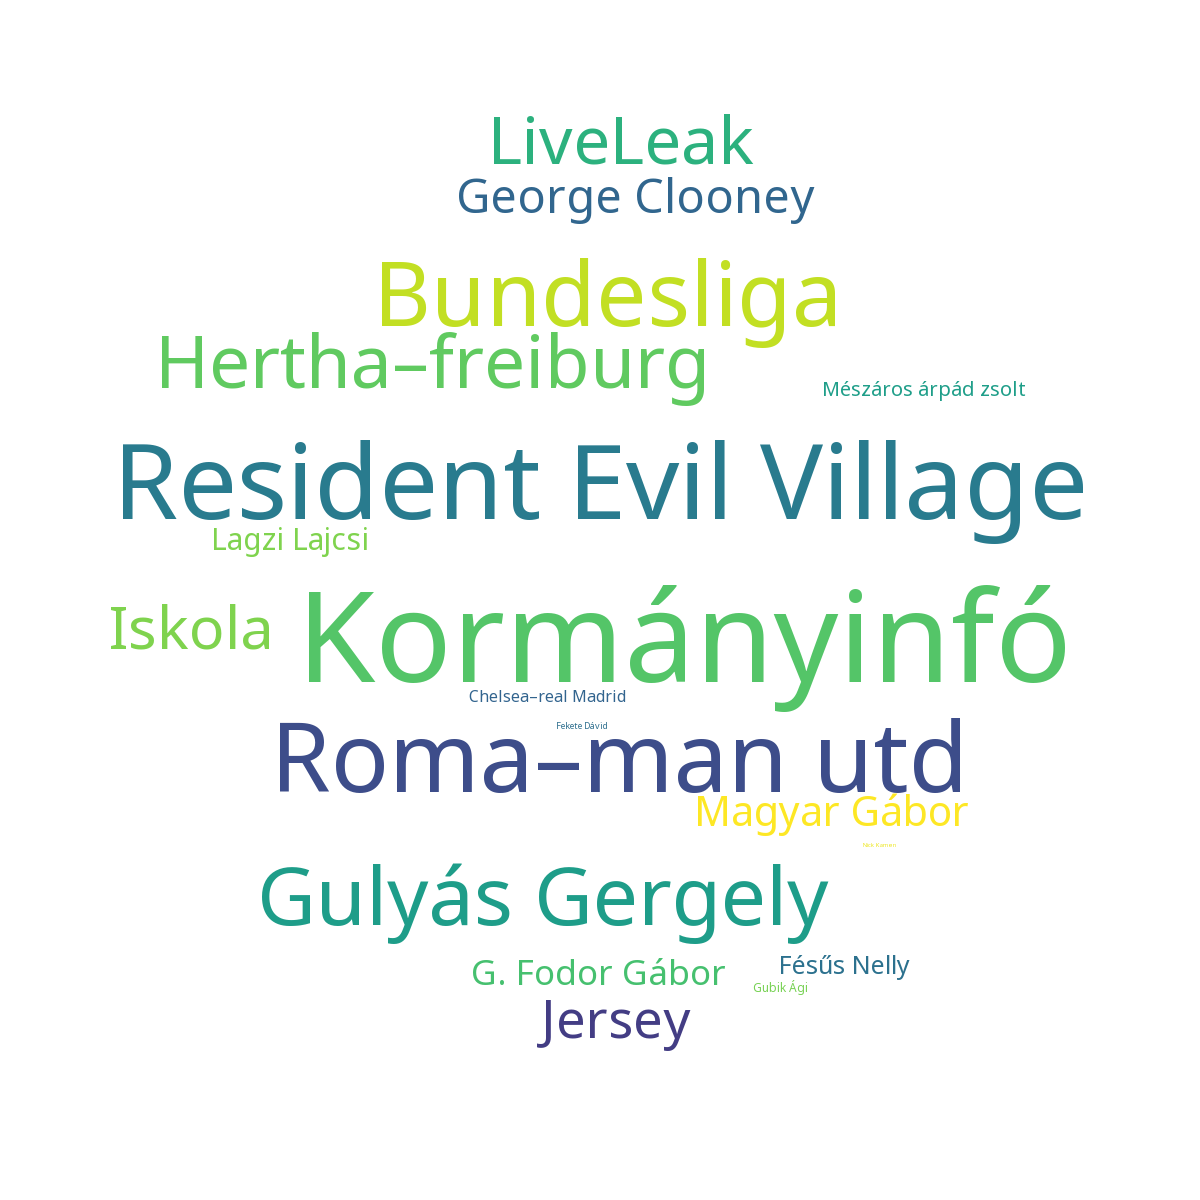 LiveLeak
George Clooney
Bundesliga
Hertha–freiburg
Mészáros árpád zsolt
Resident Evil Village
Lagzi Lajcsi
Kormányinfó
Iskola
Chelsea–real Madrid
Fekete Dávid
Roma–man utd
Magyar Gábor
Gulyás Gergely
G. Fodor Gábor
Fésűs Nelly
Gubik Ági
Jersey